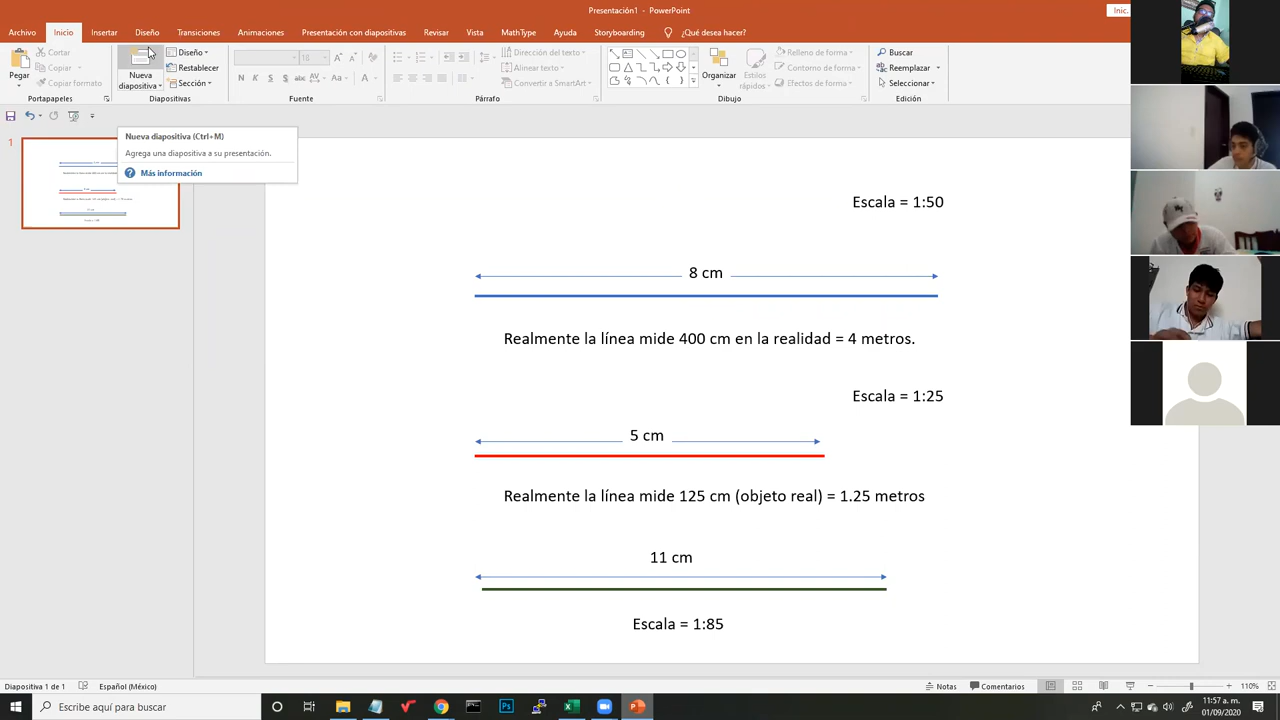 Presentación1 - PowerPoint
Inic.
Archivo Inicio Insertar Diseño Transiciones Animaciones Presentación con diapositivas Revisar Vista MathType Ayuda Storyboarding ¿Qué desea hacer?
Pegar
Cortar
Copiar
Copiar formato
Portapapeles
Nueva
diapositiva
Diseño
Restablecer
Sección
Diapositivas
18
N K S S abc AV Aa A
Fuente
Dirección del texto
Alinear texto
Convertir a SmartArt
Párrafo
Organizar
Estilos
rápidos
Relleno de forma
Contorno de forma
Efectos de forma
Dibujo
Buscar
Reemplazar
Seleccionar
Edición
Nueva diapositiva (Ctrl+M)
Agrega una diapositiva a su presentación.
Más información
1
Escala = 1:50
8 cm
Realmente la línea mide 400 cm en la realidad = 4 metros.
Escala = 1:25
5 cm
Realmente la línea mide 125 cm (objeto real) = 1.25 metros
11 cm
Escala = 1:85
Diapositiva 1 de 1 Español (México) Notas Comentarios 110%
Escribe aquí para buscar
11:57 a. m.
01/09/2020